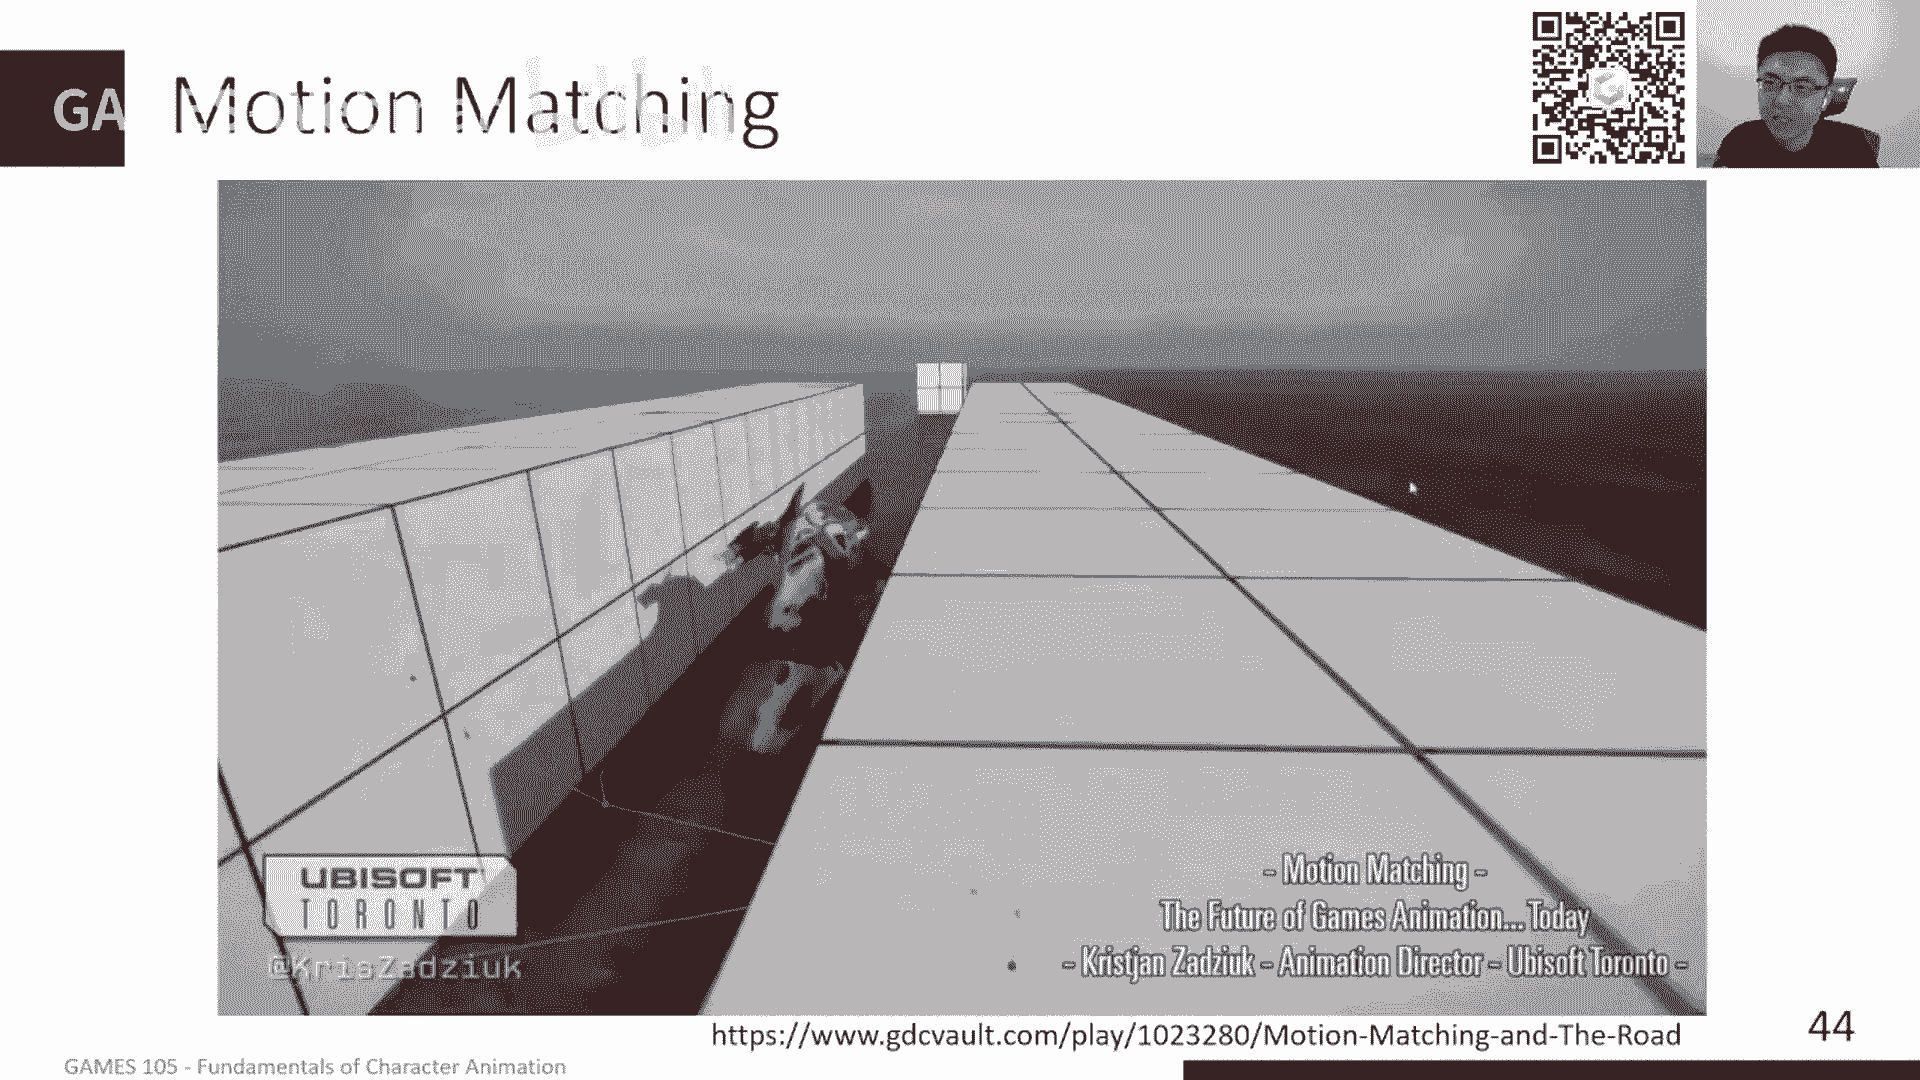 GA
Motion Matching
UBISOFT
TORONTO
@KrisZadziuk
- Motion Matching -
The Future of Games Animation... Today
- Kristjan Zadziuk - Animation Director - Ubisoft Toronto -
https://www.gdcvault.com/play/1023280/Motion-Matching-and-The-Road
44
GAMES 105 - Fundamentals of Character Animation